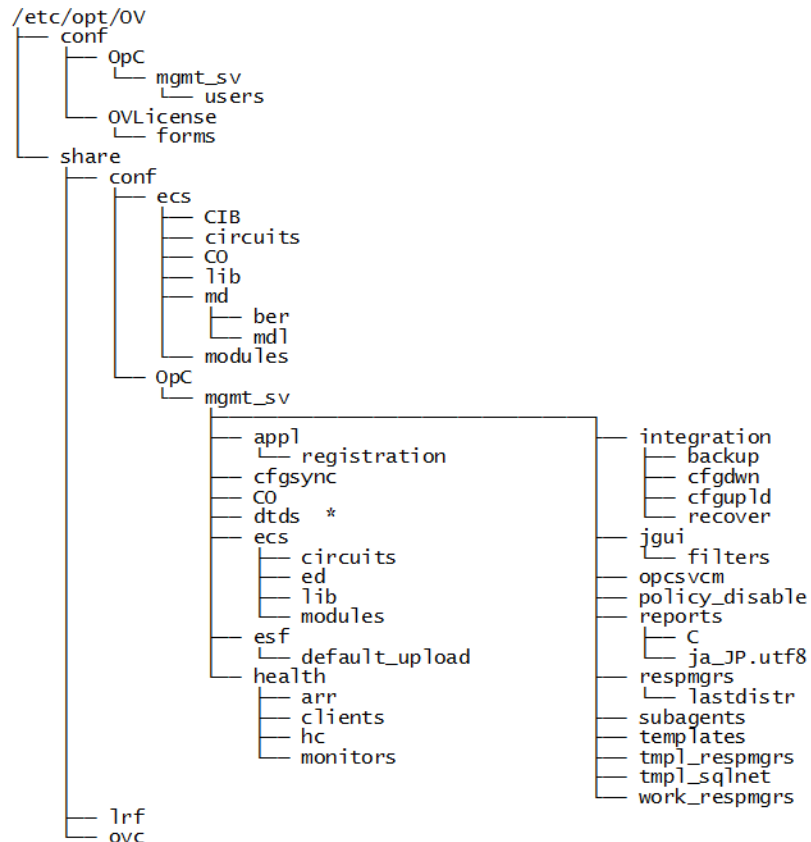 /etc/opt/OV
conf
OpC
mgmt_sv
users
OVLicense
forms
share
conf
ecs
CIB
circuits
CO
lib
md
ber
mdl
modules
OpC
mgmt_sv
appl
registration
cfgsync
CO
dtds *
ecs
circuits
ed
lib
modules
esf
default_upload
health
arr
clients
hc
monitors
integration
backup
cfgdwn
cfgupld
recover
jgui
filters
opcsvcm
policy_disable
reports
C
ja_JP.utf8
respmgrs
lastdistr
subagents
templates
tmpl_respmgrs
tmpl_sqlnet
work_respmgrs
lrf
ovc